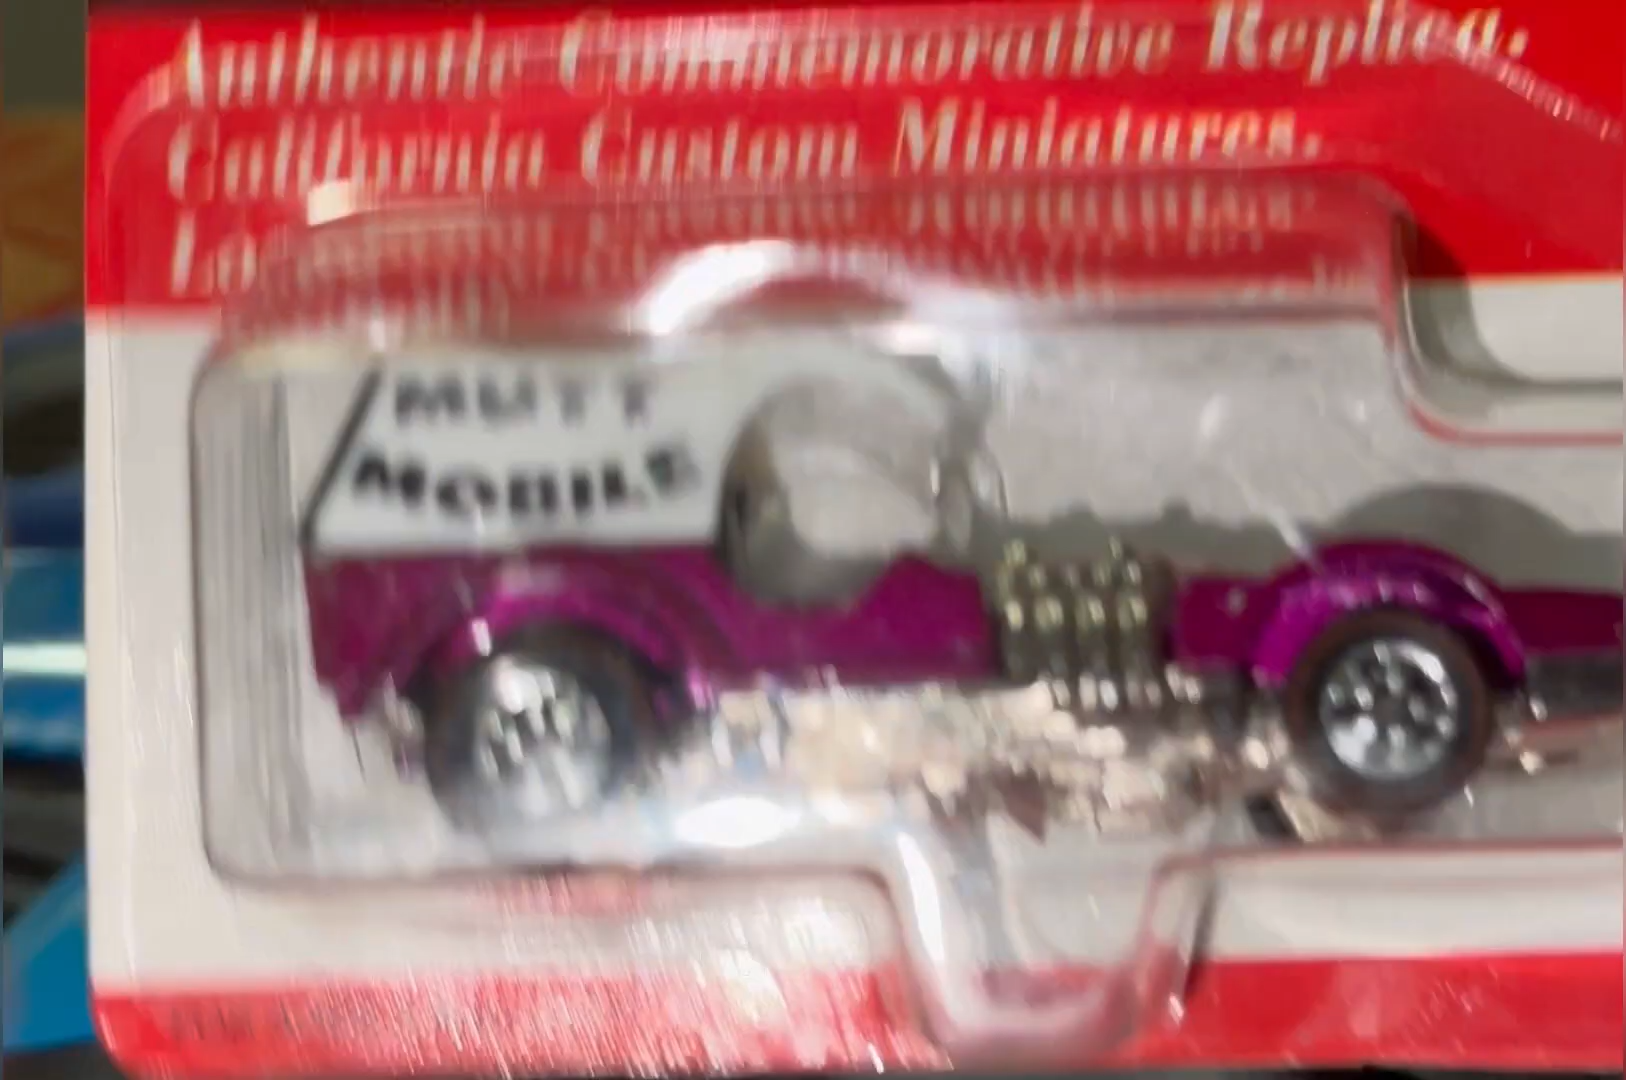 Authentic Commemorative Replica.
California Custom Miniatures.
MUTT
MOBILE